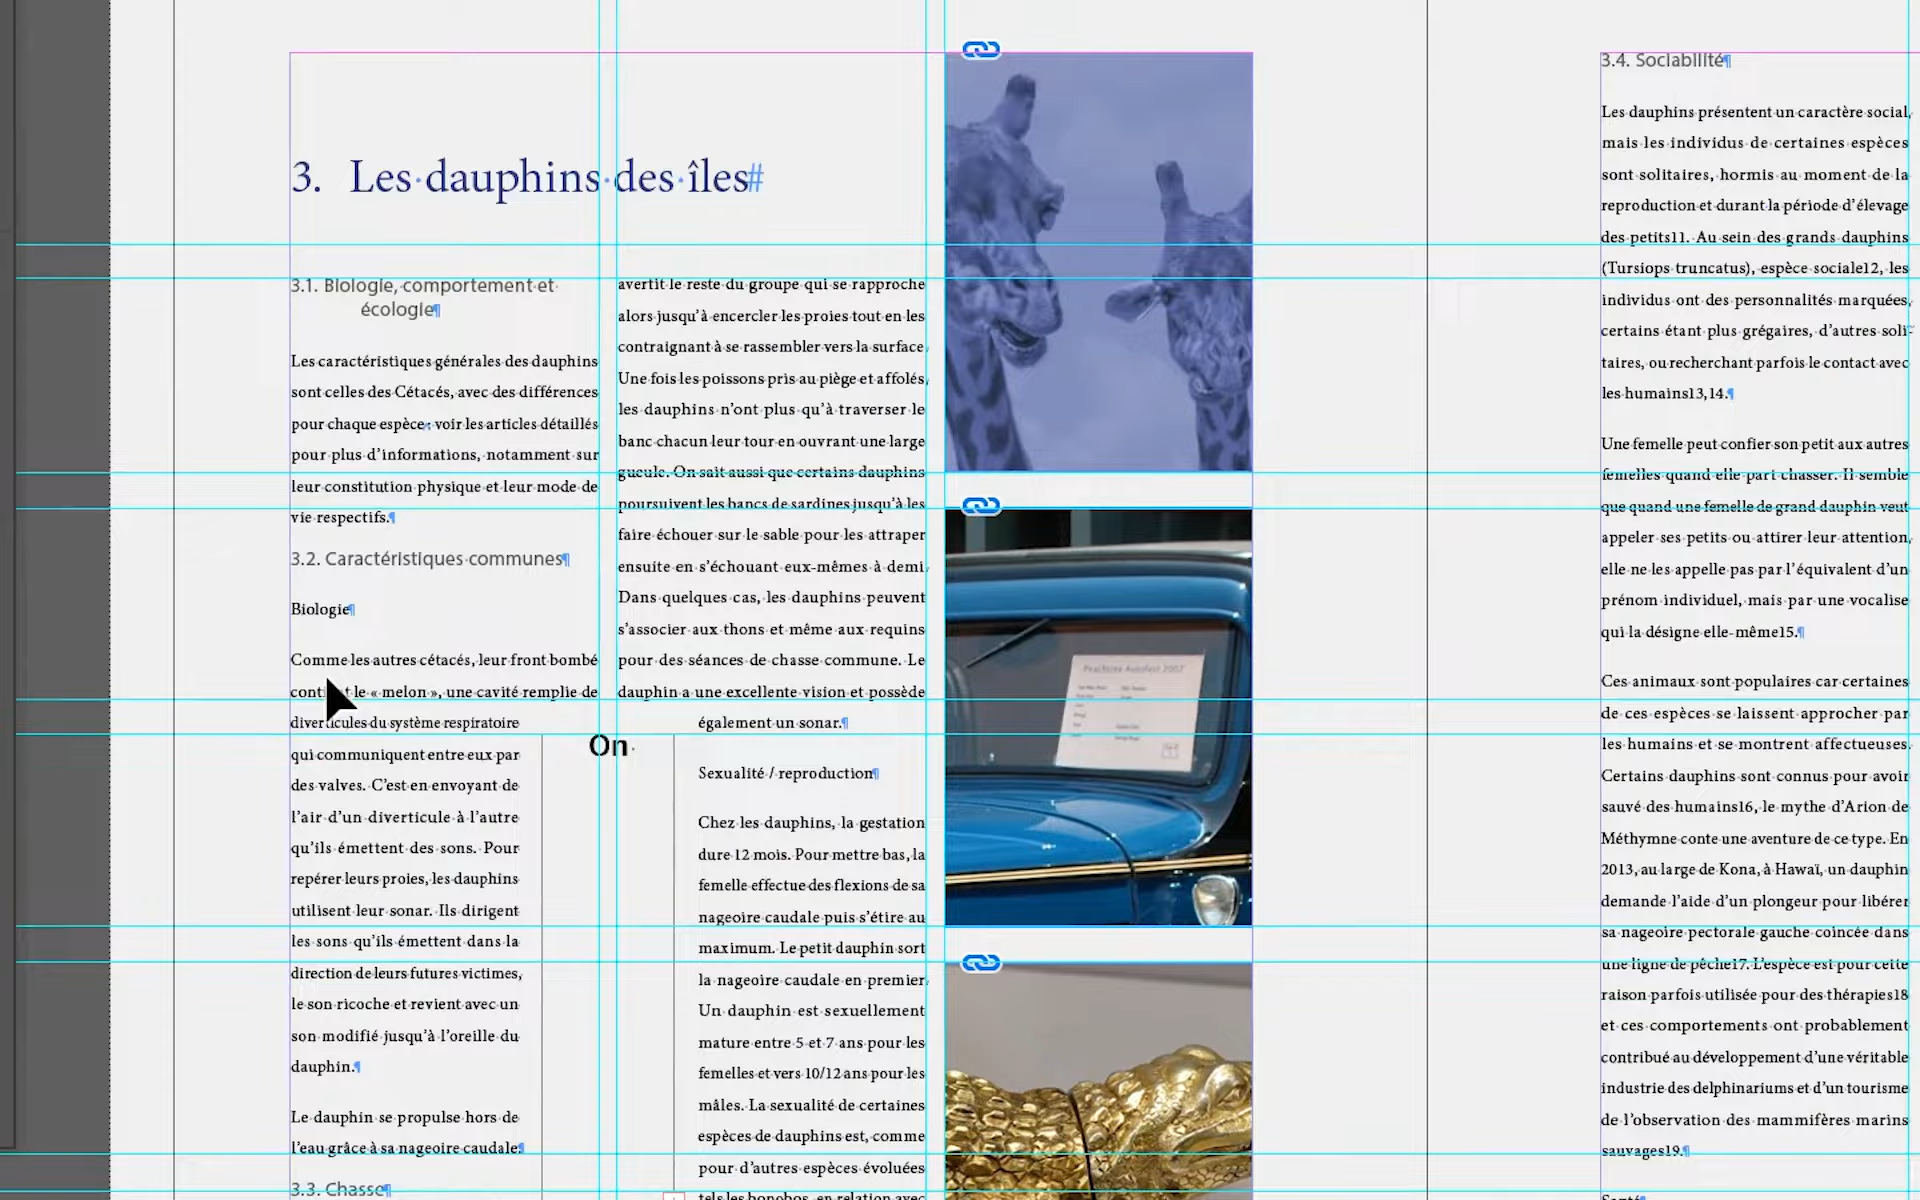 3. Les dauphins des îles#
3.1. Biologie, comportement et
écologie¶
Les caractéristiques générales des dauphins
sont celles des Cétacés, avec des différences
pour chaque espèce : voir les articles détaillés
pour plus d’informations, notamment sur
leur constitution physique et leur mode de
vie respectifs.¶
3.2. Caractéristiques communes¶
Biologie¶
Comme les autres cétacés, leur front bombé
le « melon », une cavité remplie de
diverticules du système respiratoire
qui communiquent entre eux par
des valves. C’est en envoyant de
l’air d’un diverticule à l’autre
qu’ils émettent des sons. Pour
repérer leurs proies, les dauphins
utilisent leur sonar. Ils dirigent
les sons qu’ils émettent dans la
direction de leurs futures victimes,
le son ricoche et revient avec un
son modifié jusqu’à l’oreille du
dauphin.¶
Le dauphin se propulse hors de
l’eau grâce à sa nageoire caudale¶
3.3. Chasse¶
On
avertit le reste du groupe qui se rapproche
alors jusqu’à encercler les proies tout en les
contraignant à se rassembler vers la surface.
Une fois les poissons pris au piège et affolés,
les dauphins n’ont plus qu’à traverser le
banc chacun leur tour en ouvrant une large
gueule. On sait aussi que certains dauphins
poursuivent les bancs de sardines jusqu’à les
faire échouer sur le sable pour les attraper
ensuite en s’échouant eux-mêmes à demi.
Dans quelques cas, les dauphins peuvent
s’associer aux thons et même aux requins
pour des séances de chasse commune. Le
dauphin a une excellente vision et possède
également un sonar.¶
Sexualité / reproduction¶
Chez les dauphins, la gestation
dure 12 mois. Pour mettre bas, la
femelle effectue des flexions de sa
nageoire caudale puis s’étire au
maximum. Le petit dauphin sort
la nageoire caudale en premier.
Un dauphin est sexuellement
mature entre 5 et 7 ans pour les
femelles et vers 10/12 ans pour les
mâles. La sexualité de certaines
espèces de dauphins est, comme
pour d’autres espèces évoluées
tels les bonobos, en relation avec
Peachtree Autofest 2007
3.4. Sociabilité¶
Les dauphins présentent un caractère social,
mais les individus de certaines espèces
sont solitaires, hormis au moment de la
reproduction et durant la période d’élevage
des petits11. Au sein des grands dauphins
(Tursiops truncatus), espèce sociale12, les
individus ont des personnalités marquées,
certains étant plus grégaires, d’autres soli-
taires, ou recherchant parfois le contact avec
les humains13,14.¶
Une femelle peut confier son petit aux autres
femelles quand elle part chasser. Il semble
que quand une femelle de grand dauphin veut
appeler ses petits ou attirer leur attention,
elle ne les appelle pas par l’équivalent d’un
prénom individuel, mais par une vocalise
qui la désigne elle-même15.¶
Ces animaux sont populaires car certaines
de ces espèces se laissent approcher par
les humains et se montrent affectueuses.
Certains dauphins sont connus pour avoir
sauvé des humains16, le mythe d’Arion de
Méthymne conte une aventure de ce type. En
2013, au large de Kona, à Hawaï, un dauphin
demande l’aide d’un plongeur pour libérer
sa nageoire pectorale gauche coincée dans
une ligne de pêche17. L’espèce est pour cette
raison parfois utilisée pour des thérapies18
et ces comportements ont probablement
contribué au développement d’une véritable
industrie des delphinariums et d’un tourisme
de l’observation des mammifères marins
sauvages19.¶